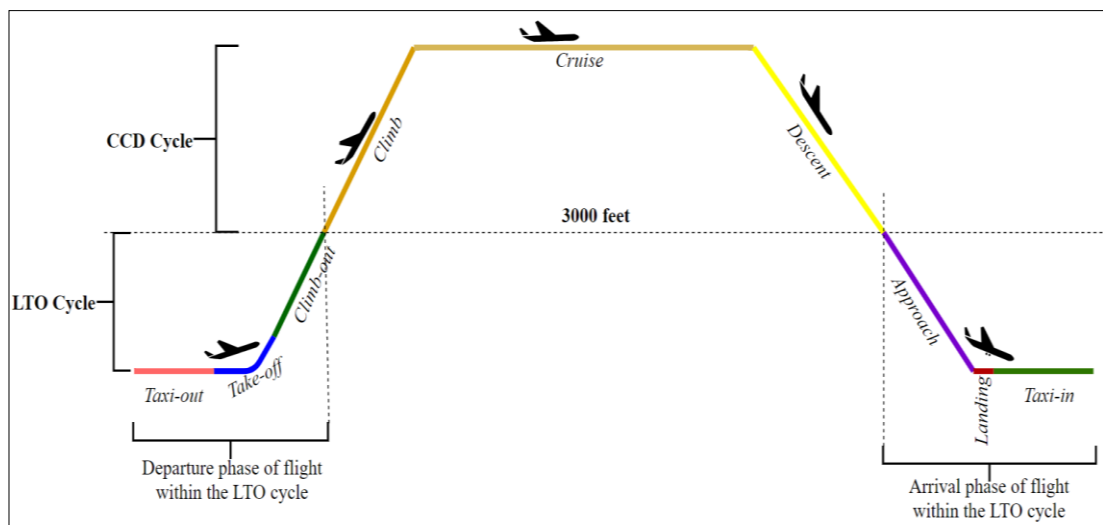 Cruise
CCD Cycle
Climb
Descent
3000 feet
LTO Cycle
Climb-out
Approach
Taxi-out
Take-off
Landing
Taxi-in
Departure phase of flight
within the LTO cycle
Arrival phase of flight
within the LTO cycle